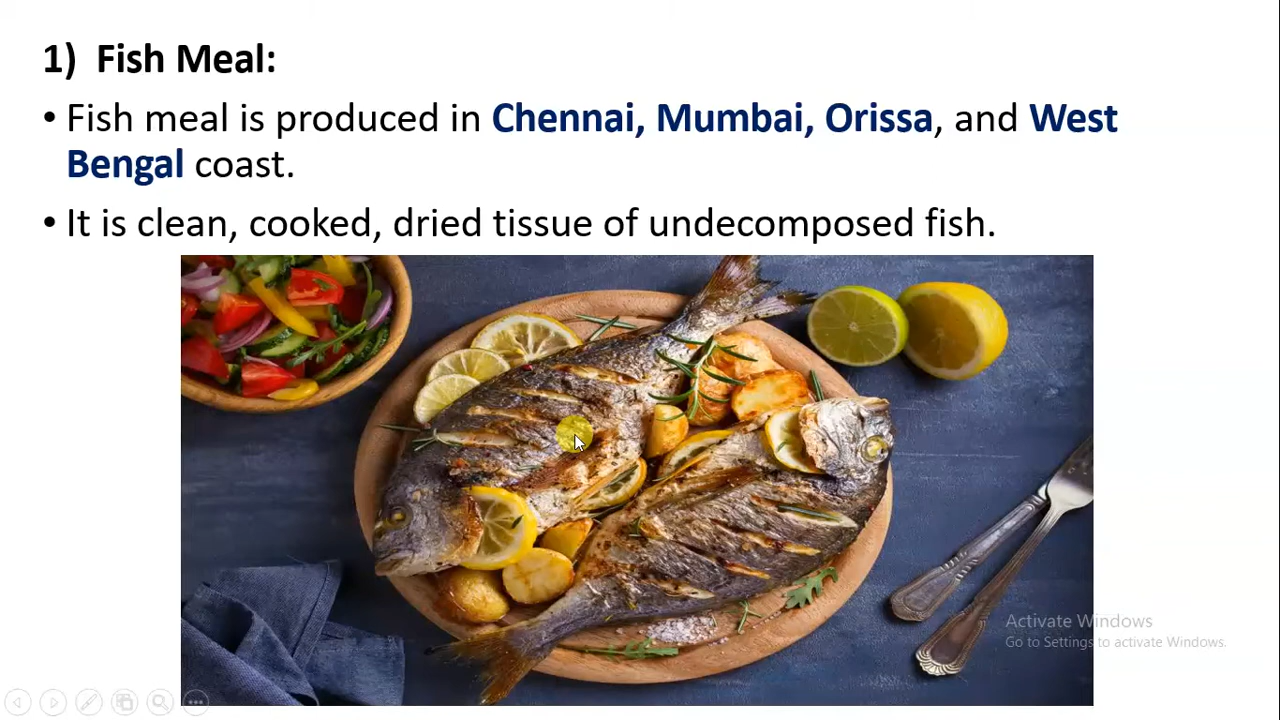 1) Fish Meal:
• Fish meal is produced in Chennai, Mumbai, Orissa, and West
Bengal coast.
• It is clean, cooked, dried tissue of undecomposed fish.
Activate Windows
Go to Settings to activate Windows.